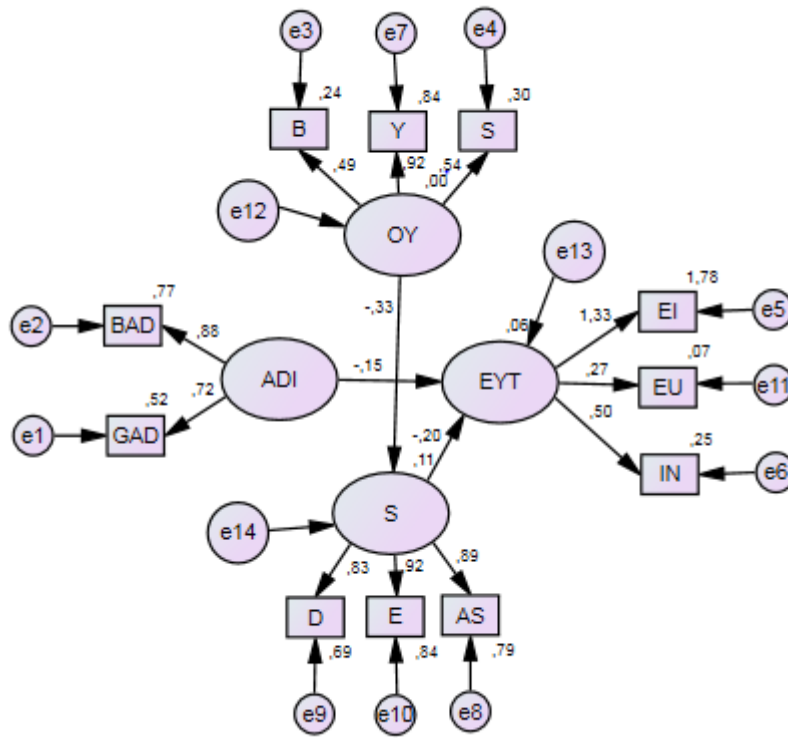 e3 e7 e4
,24 ,84 ,30
B Y S
,49 ,92 ,54
,00
e12 OY
e13
,77 -,33 1,78
e2 BAD ,88 1,33 EI e5
,06
ADI -,15 EYT ,27 ,07
EU e11
,52 ,72 ,50
e1 GAD -,20 ,25
,11 IN e6
S
e14
,83 ,92 ,89
D E AS
,69 ,84 ,79
e9 e10 e8